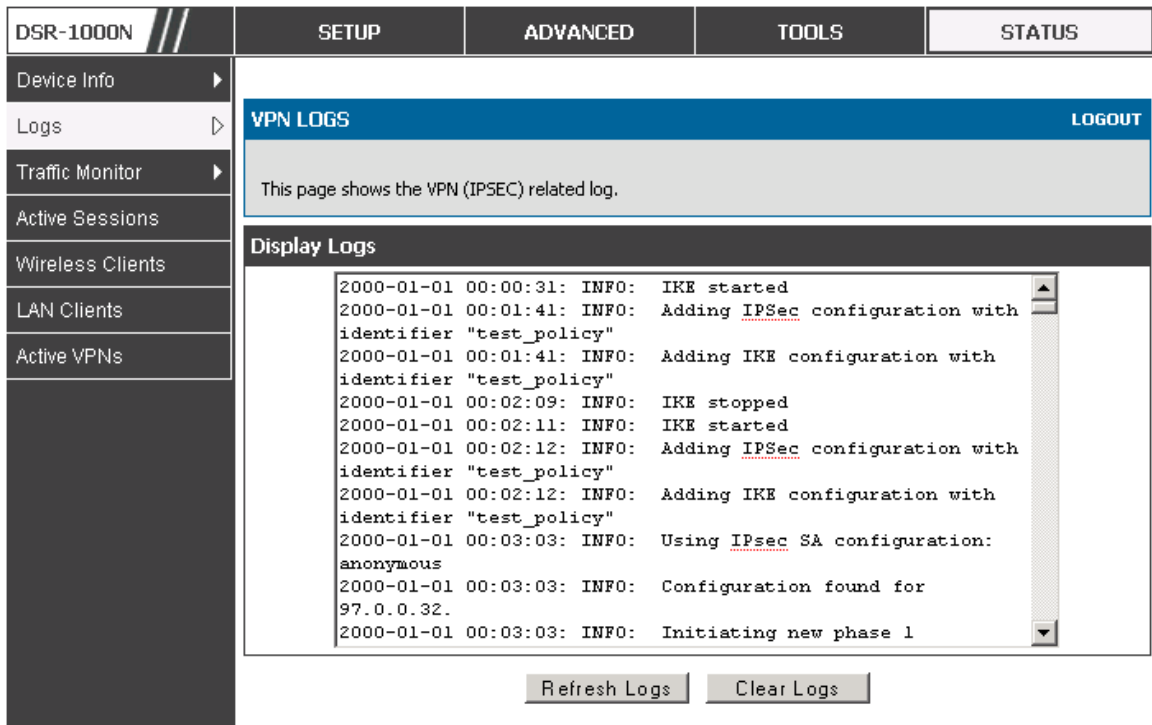 DSR-1000N
SETUP
ADVANCED
TOOLS
STATUS
Device Info
Logs
Traffic Monitor
Active Sessions
Wireless Clients
LAN Clients
Active VPNs
VPN LOGS
LOGOUT
This page shows the VPN (IPSEC) related log.
Display Logs
2000-01-01 00:00:31: INFO:  IKE started
2000-01-01 00:01:41: INFO:  Adding IPSec configuration with
identifier "test_policy"
2000-01-01 00:01:41: INFO:  Adding IKE configuration with
identifier "test_policy"
2000-01-01 00:02:09: INFO:  IKE stopped
2000-01-01 00:02:11: INFO:  IKE started
2000-01-01 00:02:12: INFO:  Adding IPSec configuration with
identifier "test_policy"
2000-01-01 00:02:12: INFO:  Adding IKE configuration with
identifier "test_policy"
2000-01-01 00:03:03: INFO:  Using IPsec SA configuration:
anonymous
2000-01-01 00:03:03: INFO:  Configuration found for
97.0.0.32.
2000-01-01 00:03:03: INFO:  Initiating new phase 1
Refresh Logs
Clear Logs